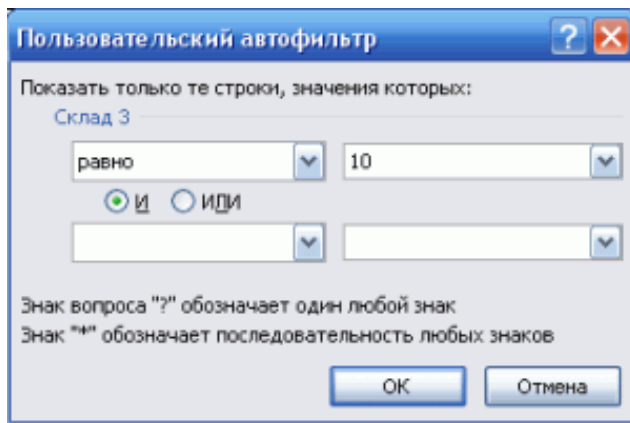 Пользовательский автофильтр
Показать только те строки, значения которых:
Склад 3
равно 10
И ИЛИ
Знак вопроса "?" обозначает один любой знак
Знак "*" обозначает последовательность любых знаков
ОК Отмена